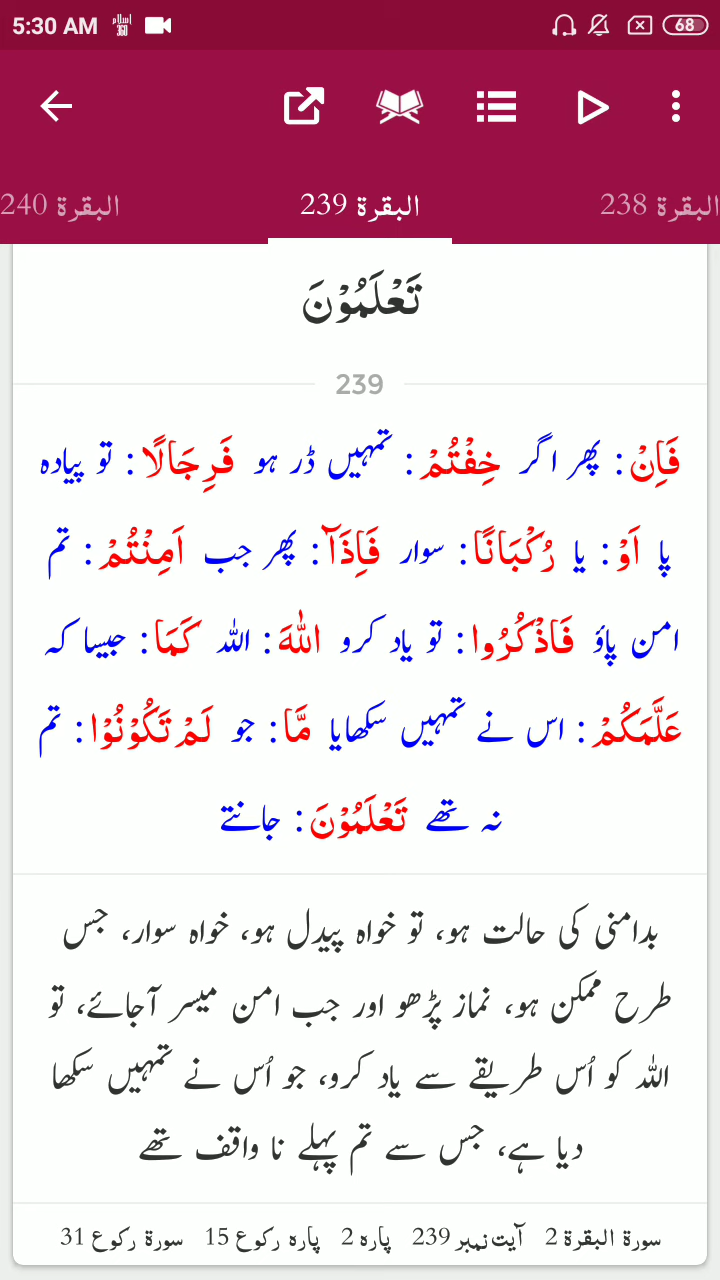 5:30 AM اسلام 360 68
البقرة 238 البقرة 239 البقرة 240
تَعْلَمُوْنَ
239
فَاِنْ: پھر اگر خِفْتُمْ: تمہیں ڈر ہو فَرِجَالًا: تو پیادہ
پا اَوْ: یا رُكْبَانًا: سوار فَاِذَآ: پھر جب اَمِنْتُمْ: تم
امن پاؤ فَاذْكُرُوا: تو یاد کرو اللّٰهَ: اللہ كَمَا: جیسا کہ
عَلَّمَكُمْ: اس نے تمہیں سکھایا مَّا: جو لَمْ تَكُوْنُوْا: تم
نہ تھے تَعْلَمُوْنَ: جانتے
بدامنی کی حالت ہو، تو خواہ پیدل ہو، خواہ سوار، جس
طرح ممکن ہو، نماز پڑھو اور جب امن میسر آجائے، تو
اللہ کو اُس طریقے سے یاد کرو، جو اُس نے تمہیں سکھا
دیا ہے، جس سے تم پہلے نا واقف تھے
سورة البقرة 2 آیت نمبر 239 پارہ 2 پارہ رکوع 15 سورة رکوع 31